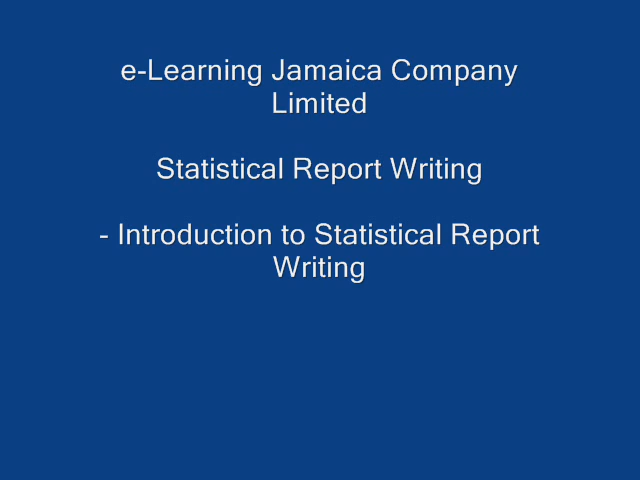 e-Learning Jamaica Company
Limited
Statistical Report Writing
- Introduction to Statistical Report
Writing